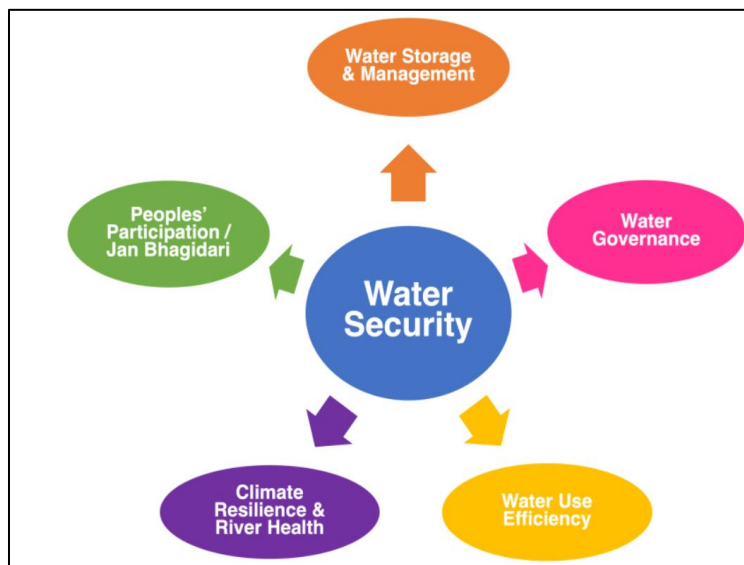 Water Storage
& Management
Peoples'
Participation /
Jan Bhagidari
Water
Governance
Water
Security
Climate
Resilience &
River Health
Water Use
Efficiency